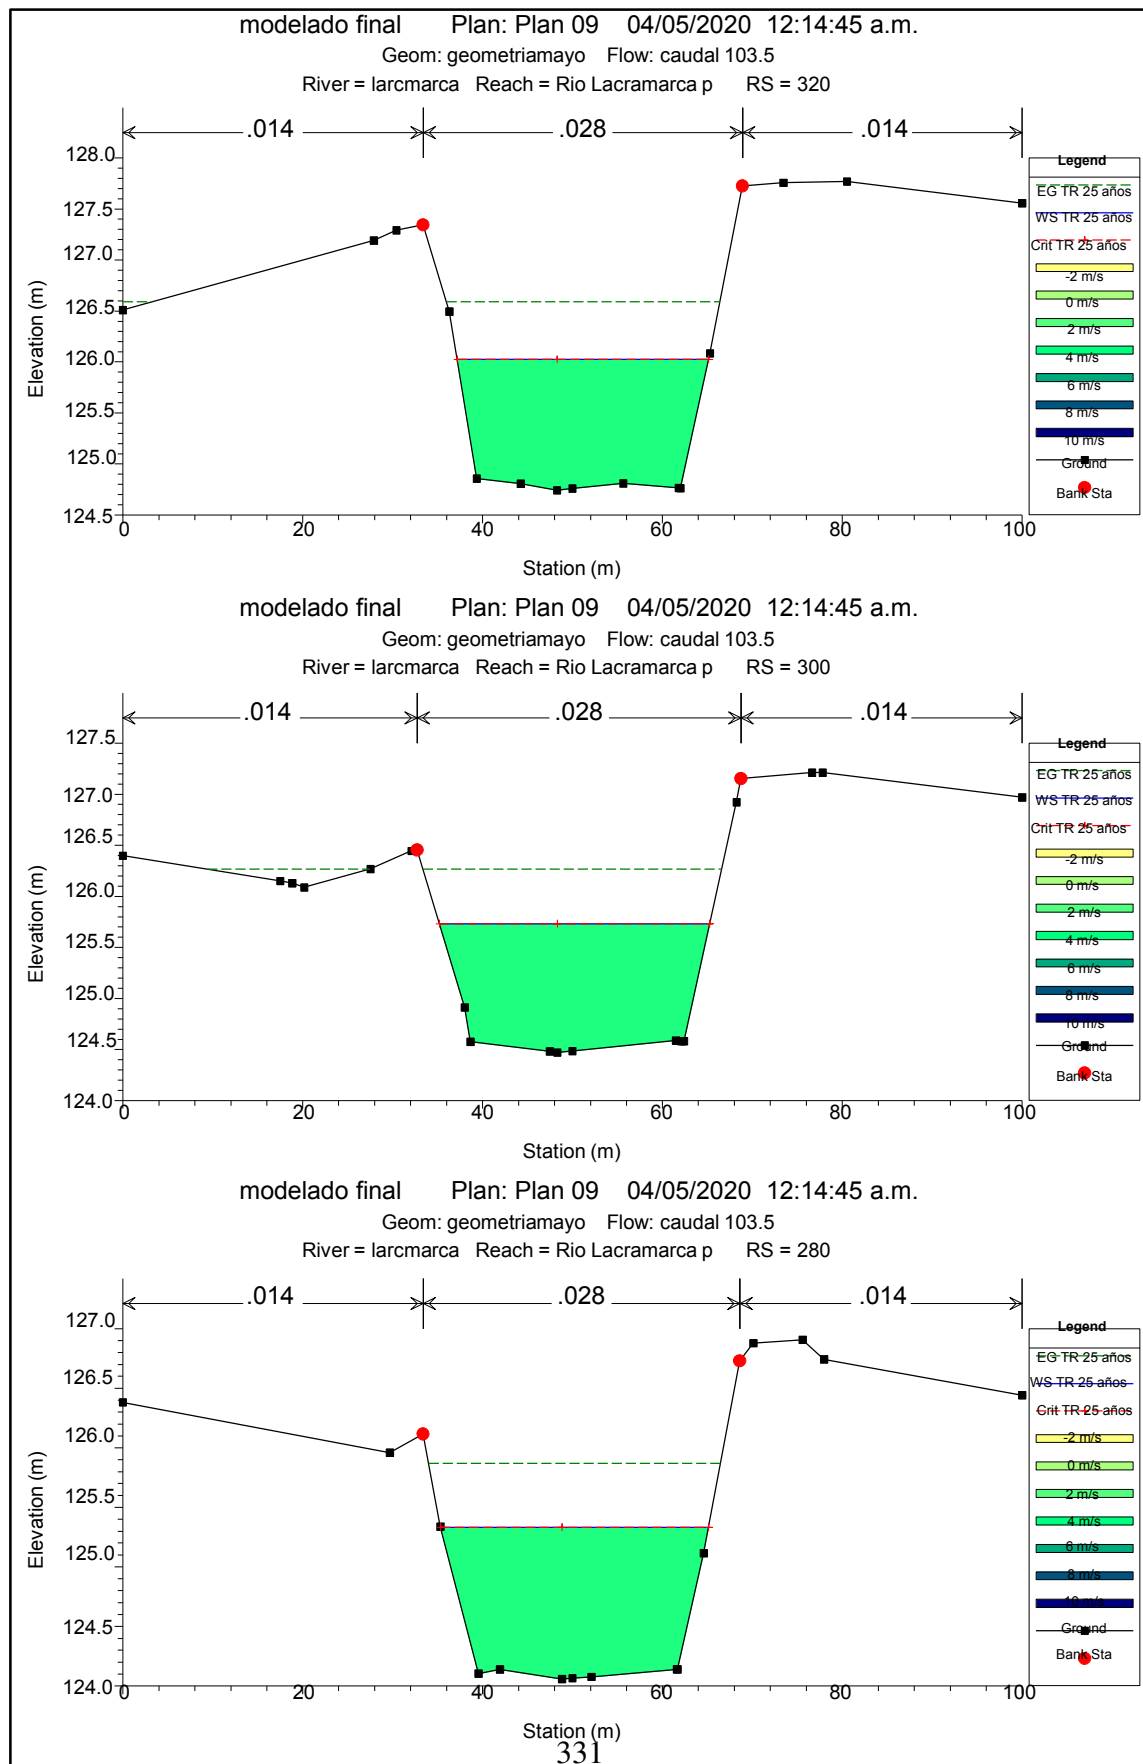 modelado final Plan: Plan 09 04/05/2020 12:14:45 a.m.
Geom: geometriamayo Flow: caudal 103.5
River = larcmarca Reach = Rio Lacramarca p RS = 320
.014 .028 .014
128.0
127.5
127.0
126.5
126.0
125.5
125.0
124.5
Elevation (m)
0 20 40 60 80 100
Station (m)
Legend
EG TR 25 años
WS TR 25 años
Crit TR 25 años
-2 m/s
0 m/s
2 m/s
4 m/s
6 m/s
8 m/s
10 m/s
Ground
Bank Sta
modelado final Plan: Plan 09 04/05/2020 12:14:45 a.m.
Geom: geometriamayo Flow: caudal 103.5
River = larcmarca Reach = Rio Lacramarca p RS = 300
.014 .028 .014
127.5
127.0
126.5
126.0
125.5
125.0
124.5
124.0
Elevation (m)
0 20 40 60 80 100
Station (m)
Legend
EG TR 25 años
WS TR 25 años
Crit TR 25 años
-2 m/s
0 m/s
2 m/s
4 m/s
6 m/s
8 m/s
10 m/s
Ground
Bank Sta
modelado final Plan: Plan 09 04/05/2020 12:14:45 a.m.
Geom: geometriamayo Flow: caudal 103.5
River = larcmarca Reach = Rio Lacramarca p RS = 280
.014 .028 .014
127.0
126.5
126.0
125.5
125.0
124.5
124.0
Elevation (m)
0 20 40 60 80 100
Station (m)
Legend
EG TR 25 años
WS TR 25 años
Crit TR 25 años
-2 m/s
0 m/s
2 m/s
4 m/s
6 m/s
8 m/s
10 m/s
Ground
Bank Sta
331